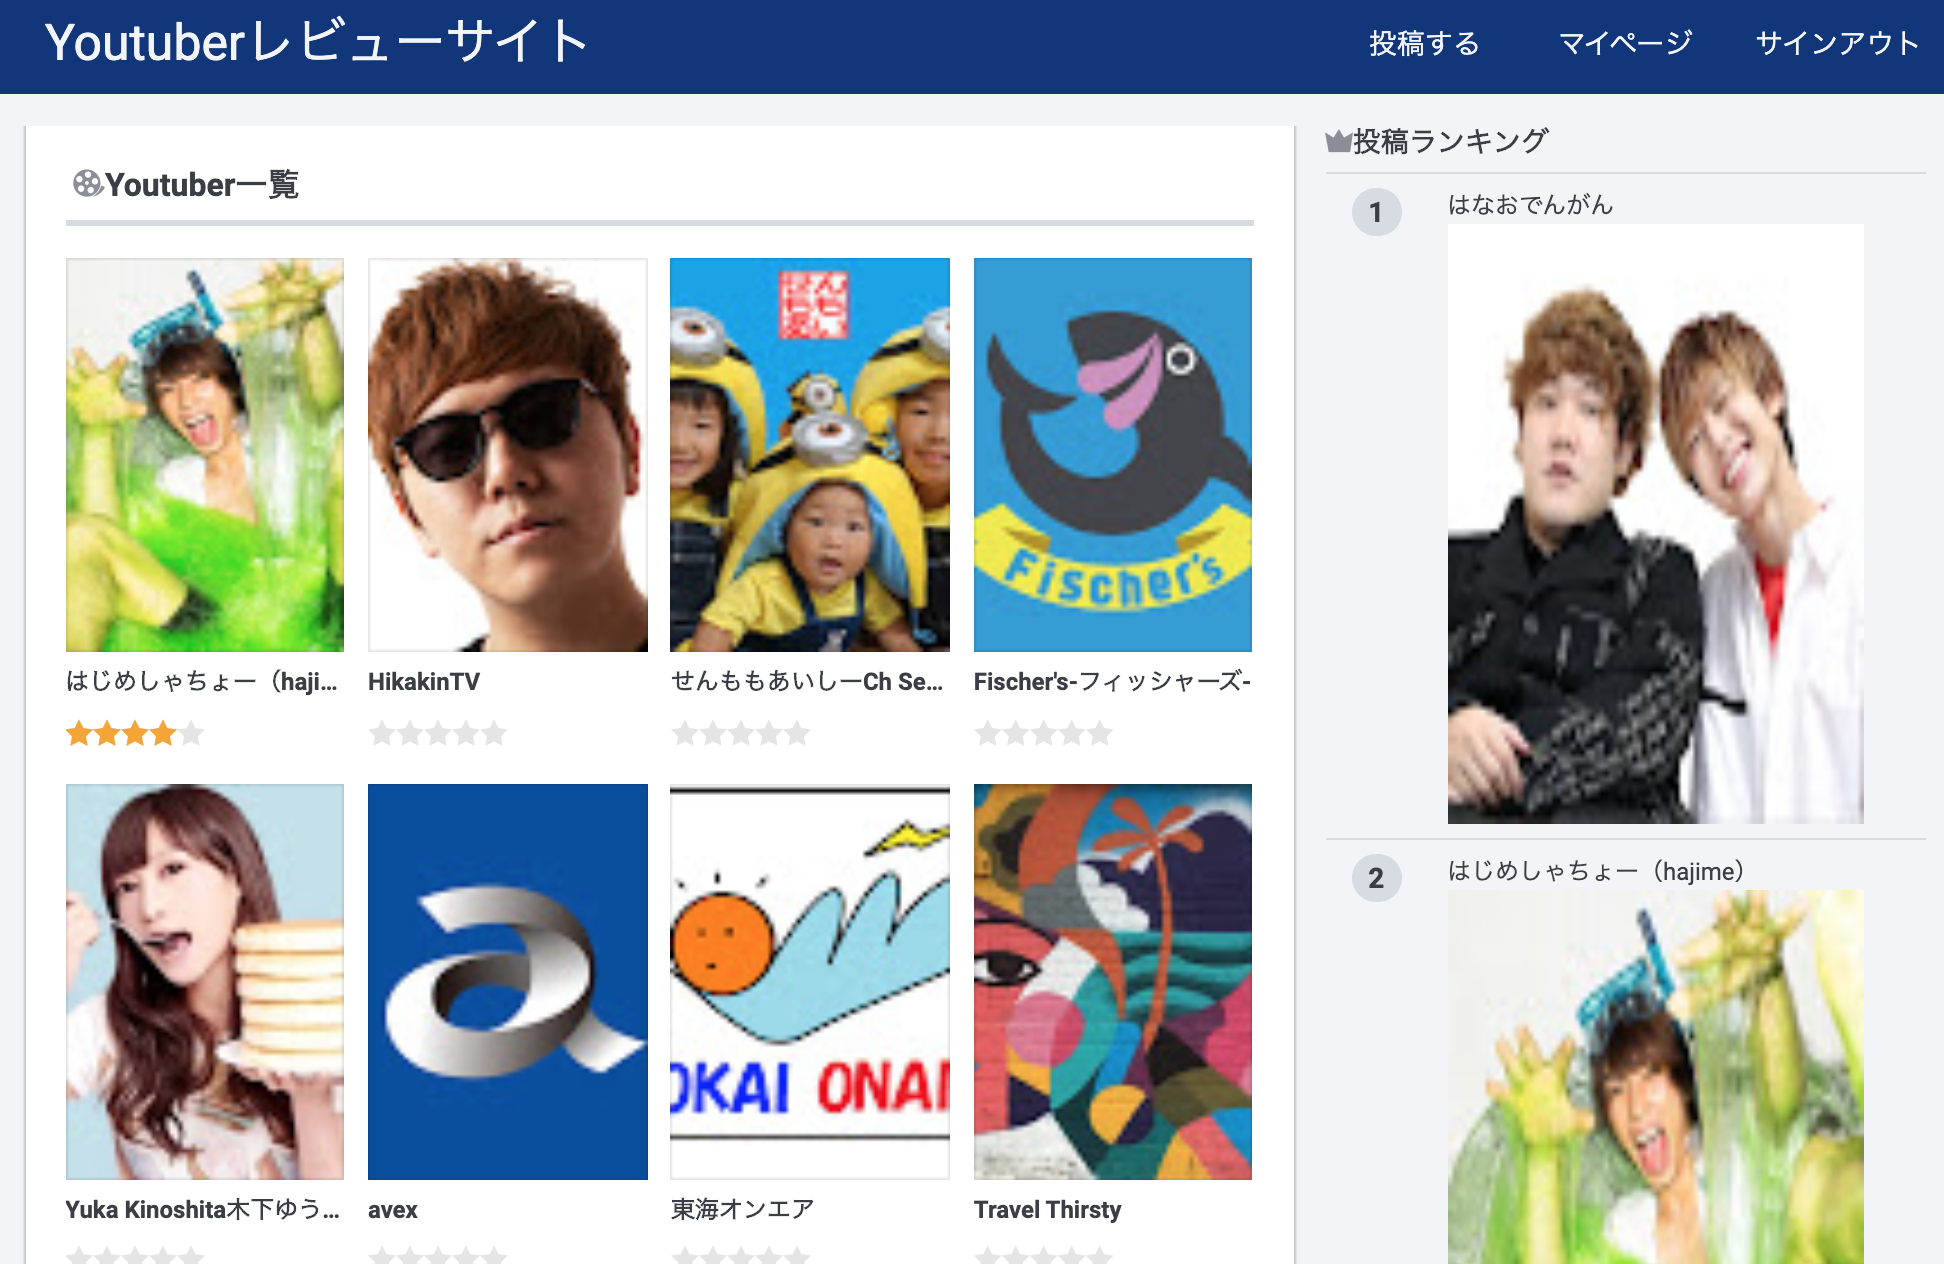 Youtuberレビューサイト
投稿する
マイページ
サインアウト
Youtuber一覧
Fischer's
はじめしゃちょー（haji...
HikakinTV
せんももあいしーCh Se...
Fischer's-フィッシャーズ-
OKAI ONAI
Yuka Kinoshita木下ゆう...
avex
東海オンエア
Travel Thirsty
投稿ランキング
1
はなおでんがん
2
はじめしゃちょー（hajime）